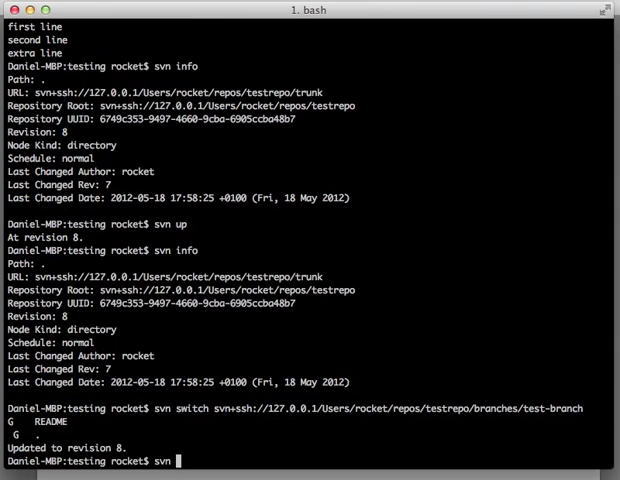 1. bash
first line
second line
extra line
Daniel-MBP:testing rocket$ svn info
Path: .
URL: svn+ssh://127.0.0.1/Users/rocket/repos/testrepo/trunk
Repository Root: svn+ssh://127.0.0.1/Users/rocket/repos/testrepo
Repository UUID: 6749c353-9497-4660-9cba-6905ccba48b7
Revision: 8
Node Kind: directory
Schedule: normal
Last Changed Author: rocket
Last Changed Rev: 7
Last Changed Date: 2012-05-18 17:58:25 +0100 (Fri, 18 May 2012)
Daniel-MBP:testing rocket$ svn up
At revision 8.
Daniel-MBP:testing rocket$ svn info
Path: .
URL: svn+ssh://127.0.0.1/Users/rocket/repos/testrepo/trunk
Repository Root: svn+ssh://127.0.0.1/Users/rocket/repos/testrepo
Repository UUID: 6749c353-9497-4660-9cba-6905ccba48b7
Revision: 8
Node Kind: directory
Schedule: normal
Last Changed Author: rocket
Last Changed Rev: 7
Last Changed Date: 2012-05-18 17:58:25 +0100 (Fri, 18 May 2012)
Daniel-MBP:testing rocket$ svn switch svn+ssh://127.0.0.1/Users/rocket/repos/testrepo/branches/test-branch
G    README
 G   .
Updated to revision 8.
Daniel-MBP:testing rocket$ svn